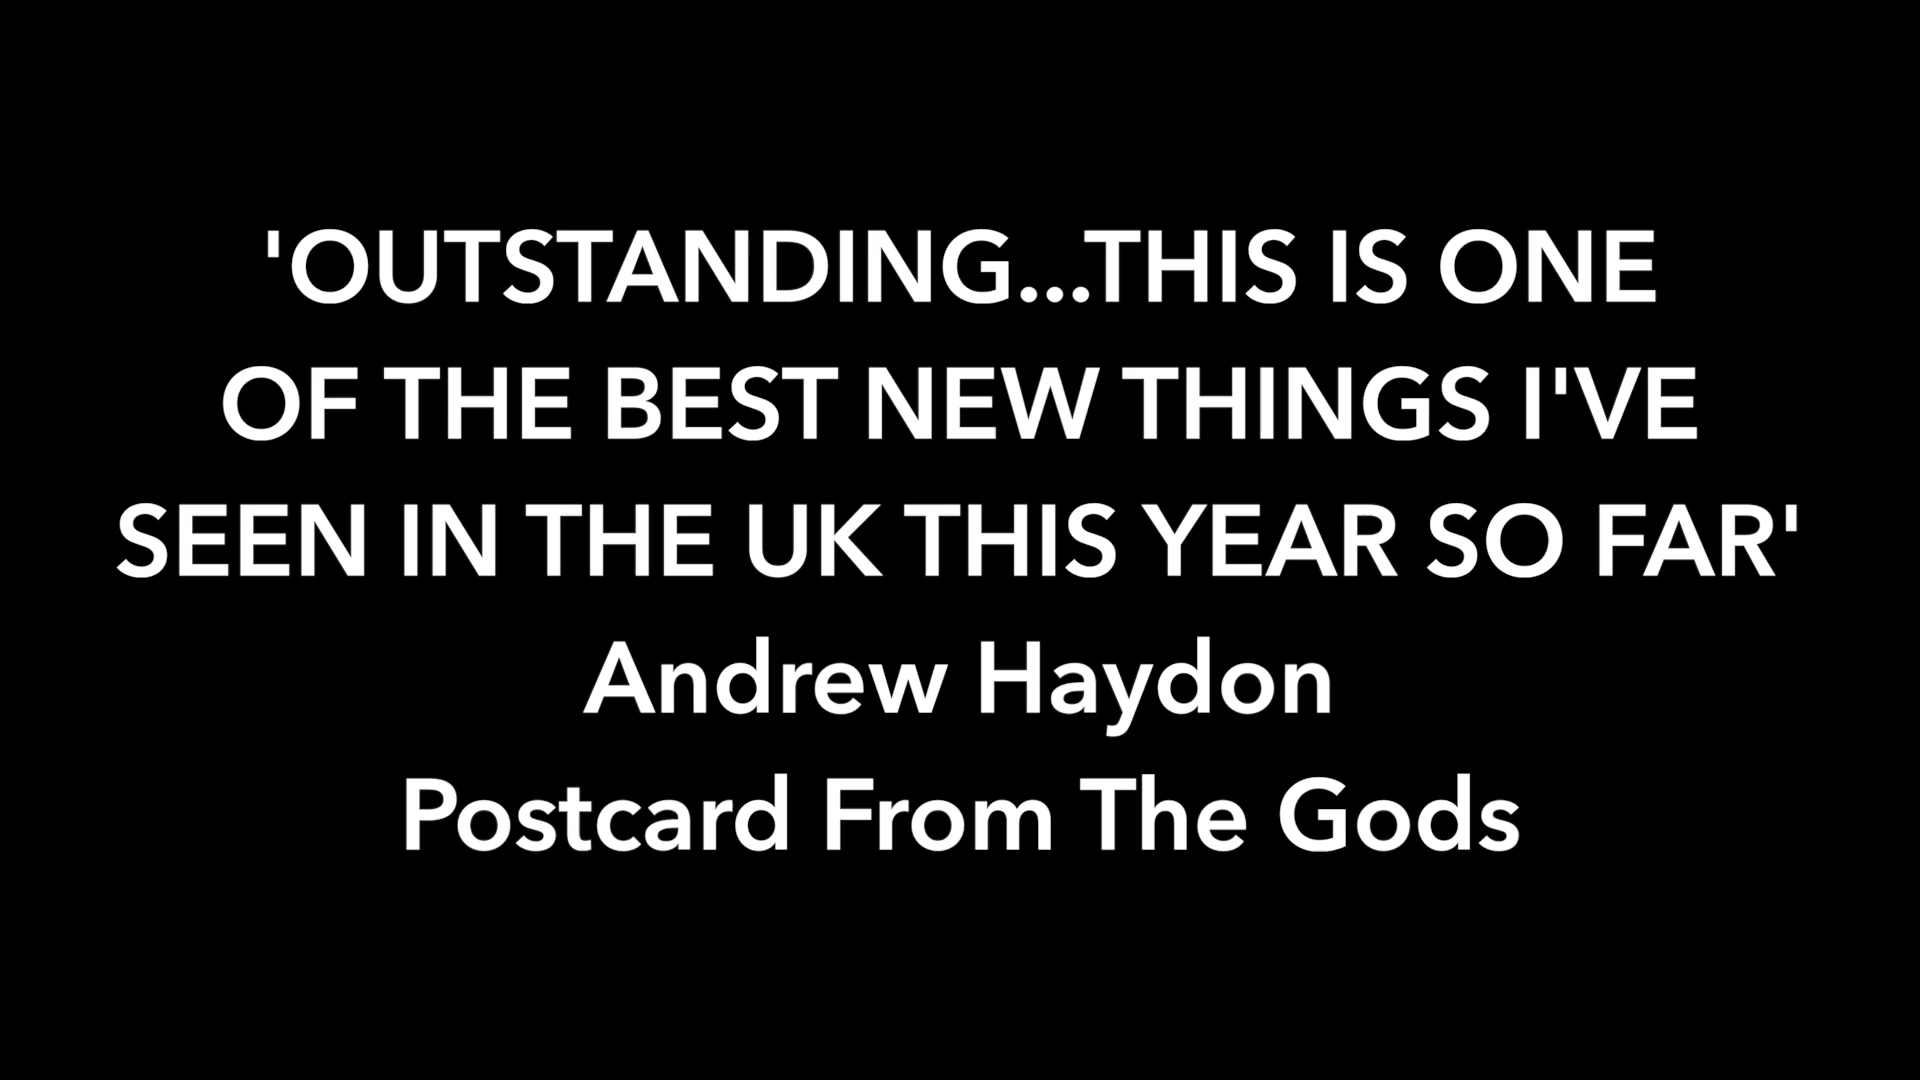 'OUTSTANDING...THIS IS ONE
OF THE BEST NEW THINGS I'VE
SEEN IN THE UK THIS YEAR SO FAR'
Andrew Haydon
Postcard From The Gods